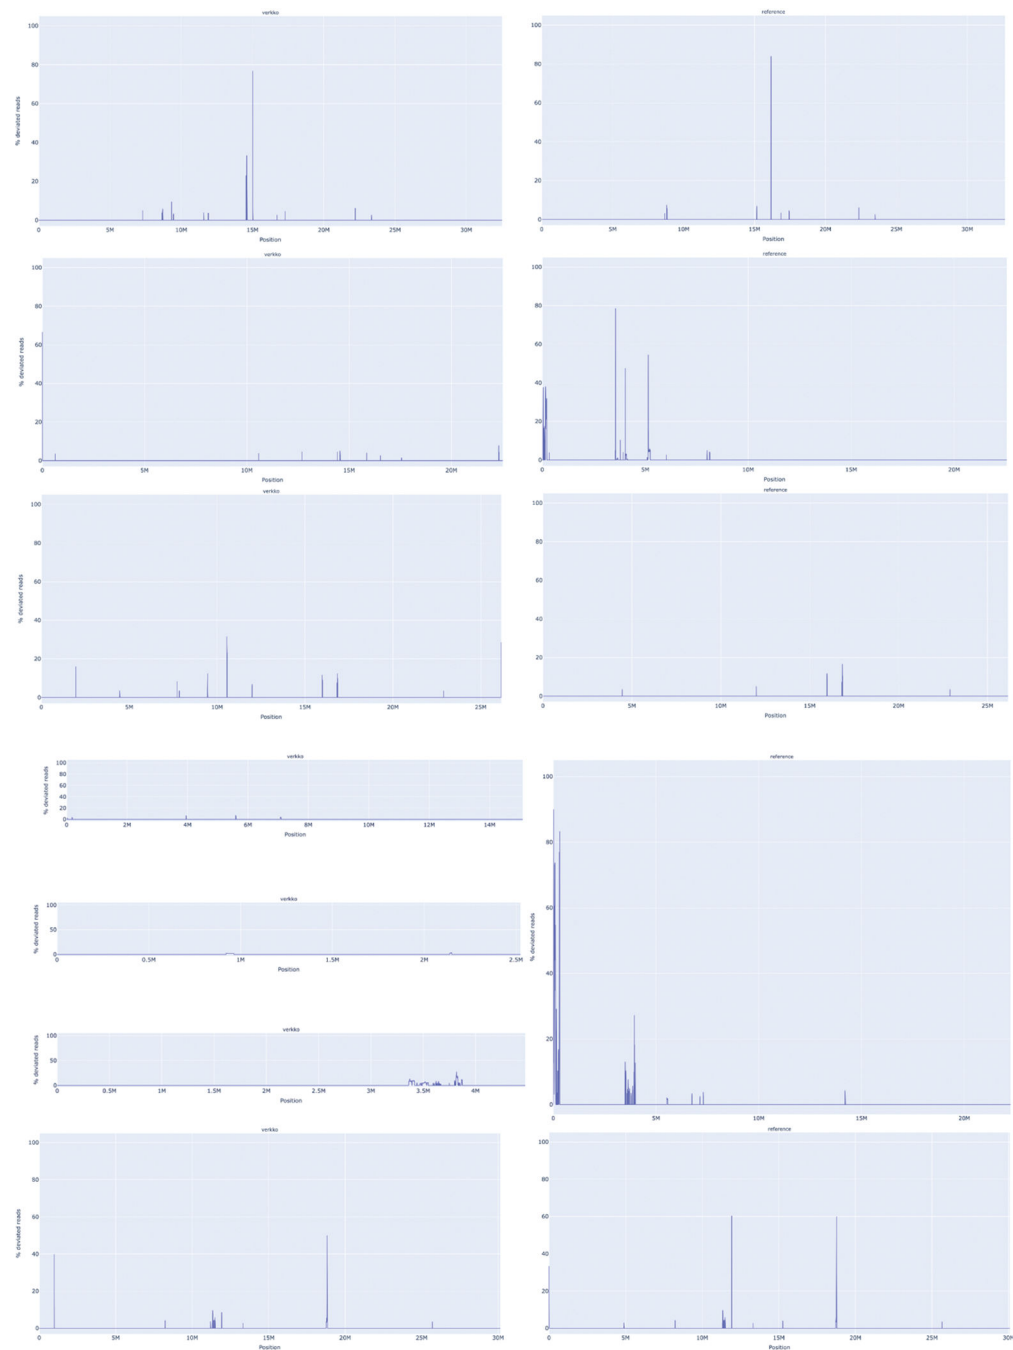 verkko
% deviated reads
100
80
60
40
20
0
0 5M 10M 15M 20M 25M 30M
Position
reference
100
80
60
40
20
0
0 5M 10M 15M 20M 25M 30M
Position
verkko
% deviated reads
100
80
60
40
20
0
0 5M 10M 15M 20M
Position
reference
100
80
60
40
20
0
0 5M 10M 15M 20M
Position
verkko
% deviated reads
100
80
60
40
20
0
0 5M 10M 15M 20M 25M
Position
reference
100
80
60
40
20
0
0 5M 10M 15M 20M 25M
Position
verkko
% deviated reads
100
80
60
40
20
0
0 2M 4M 6M 8M 10M 12M 14M
Position
verkko
% deviated reads
100
50
0
0 0.5M 1M 1.5M 2M 2.5M
Position
verkko
% deviated reads
100
50
0
0 0.5M 1M 1.5M 2M 2.5M 3M 3.5M 4M
Position
reference
% deviated reads
100
80
60
40
20
0
0 5M 10M 15M 20M
Position
verkko
% deviated reads
100
80
60
40
20
0
0 5M 10M 15M 20M 25M 30M
Position
reference
100
80
60
40
20
0
0 5M 10M 15M 20M 25M 30M
Position